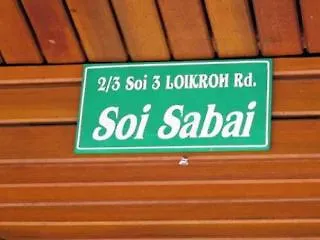 2/3 Soi 3 LOIKROH Rd.
Soi Sabai